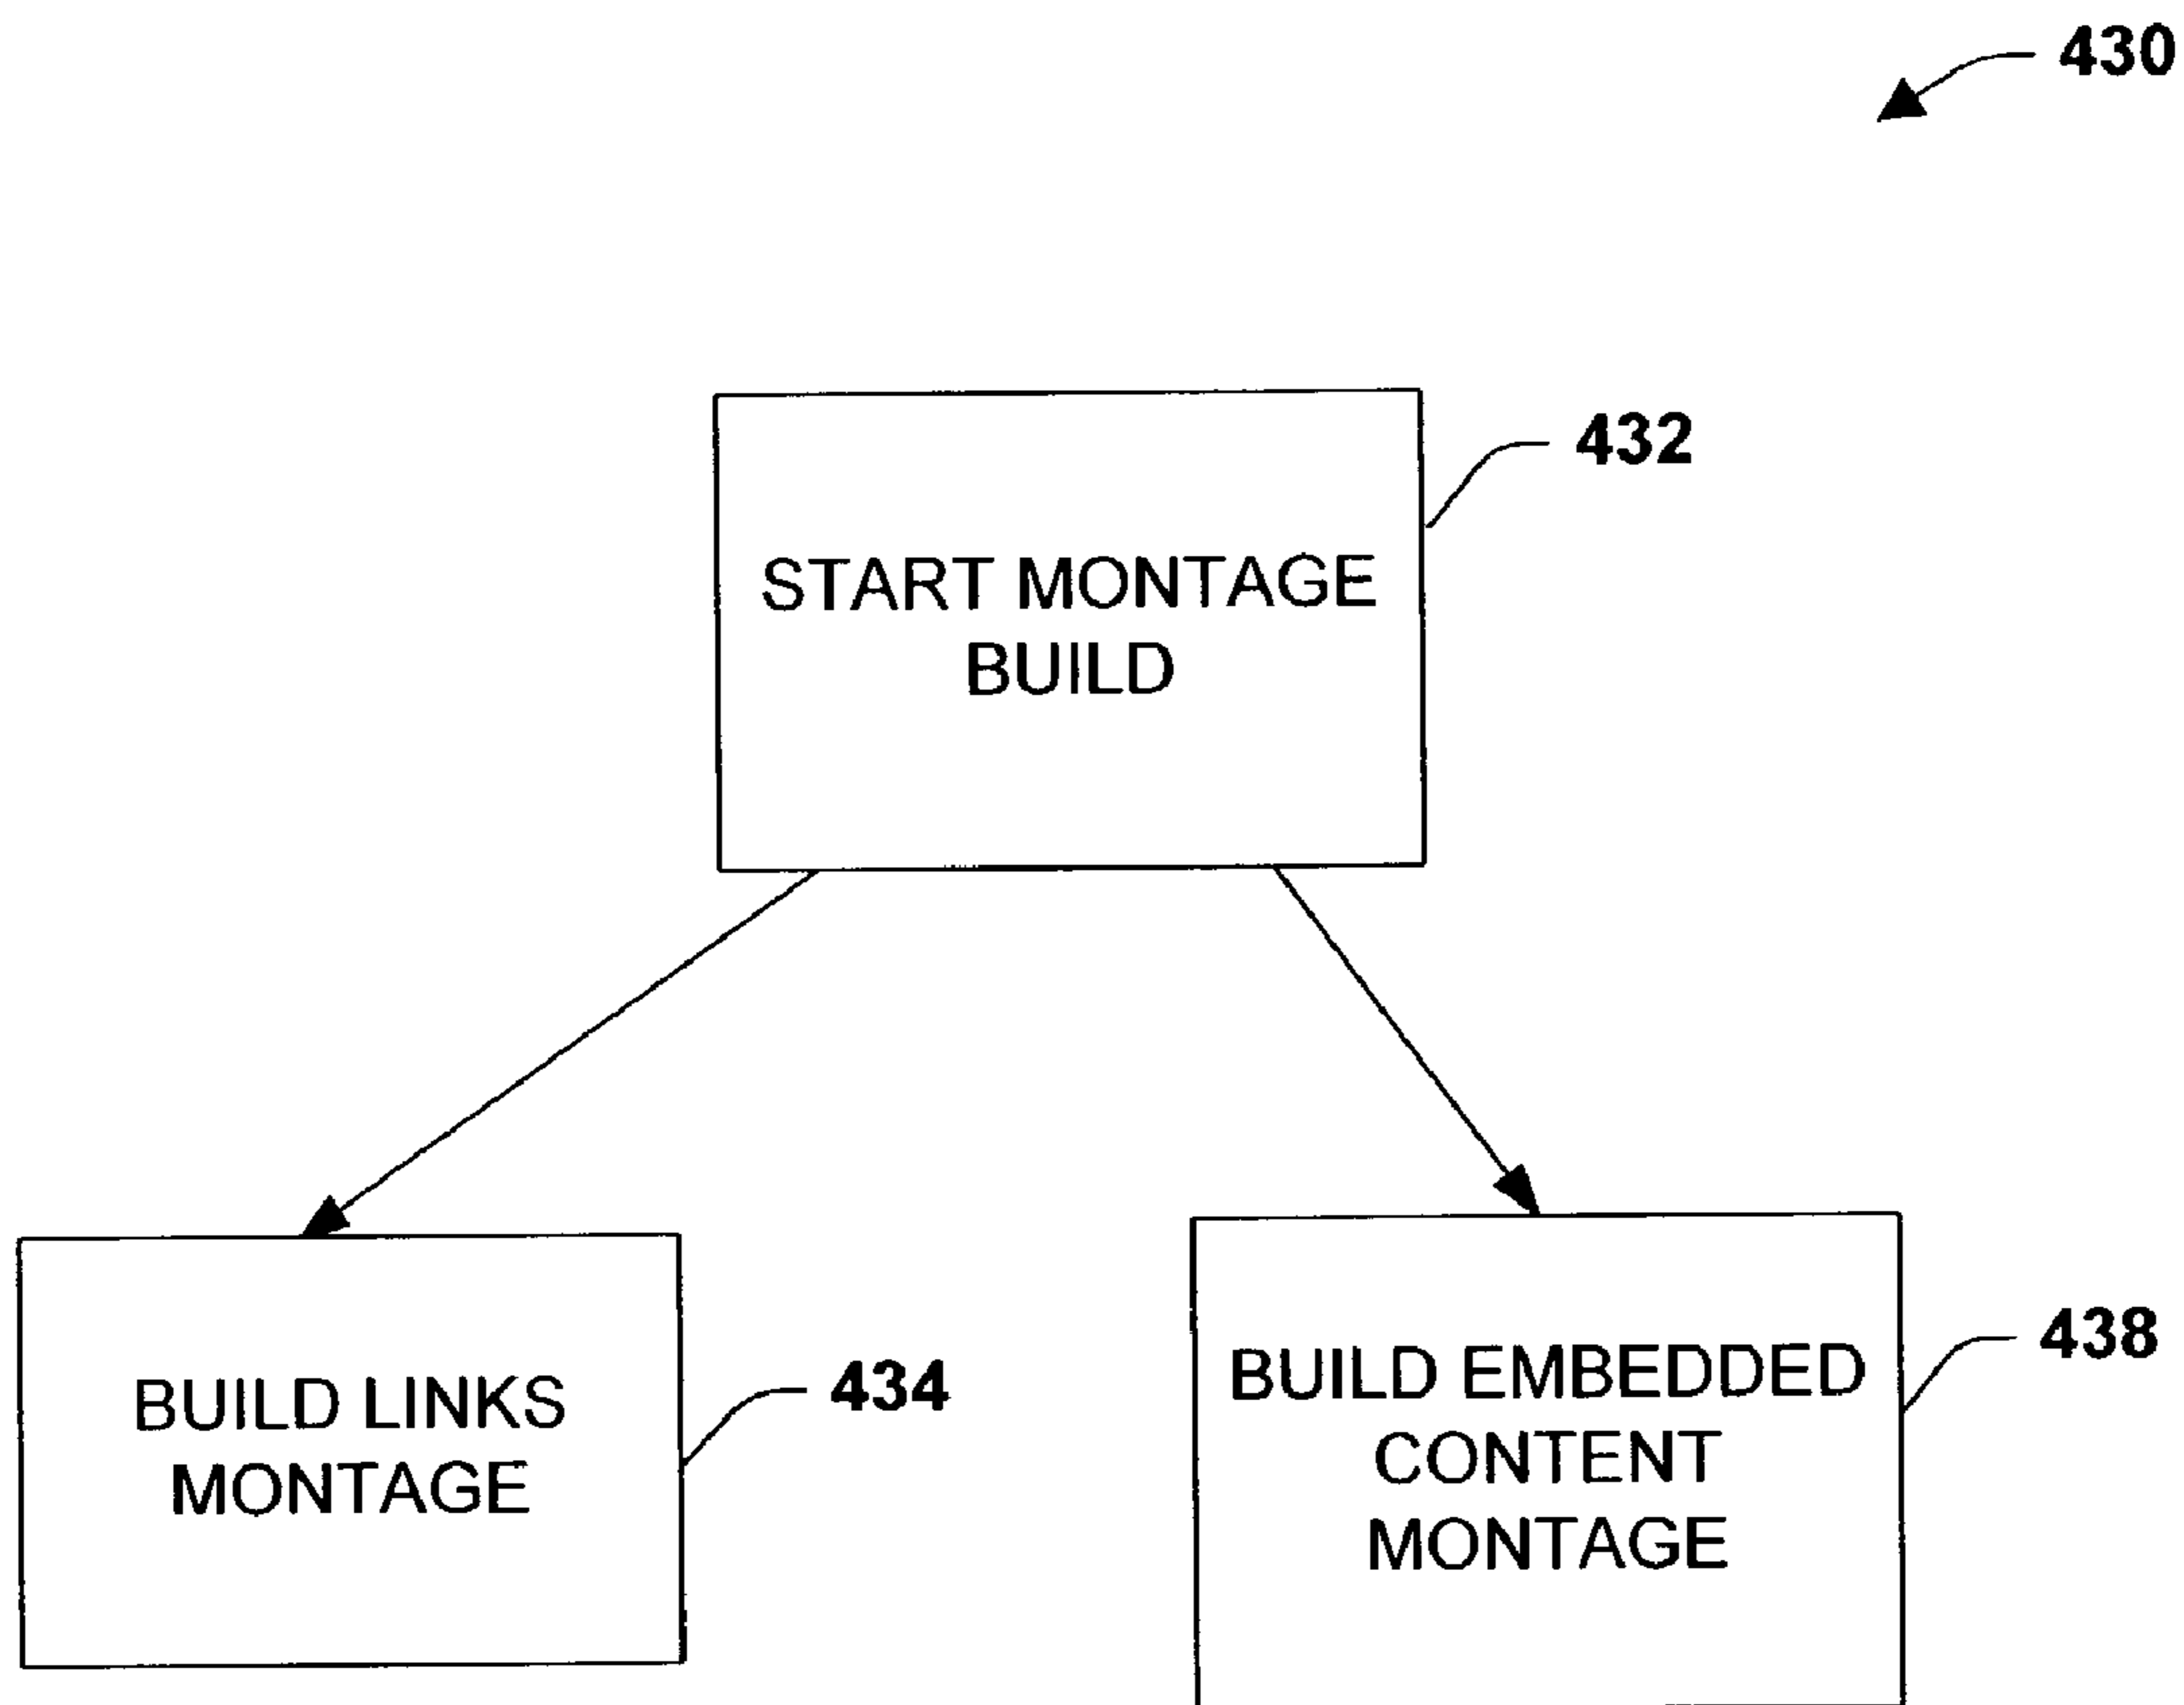 430
432
START MONTAGE
BUILD
434
BUILD LINKS
MONTAGE
438
BUILD EMBEDDED
CONTENT
MONTAGE